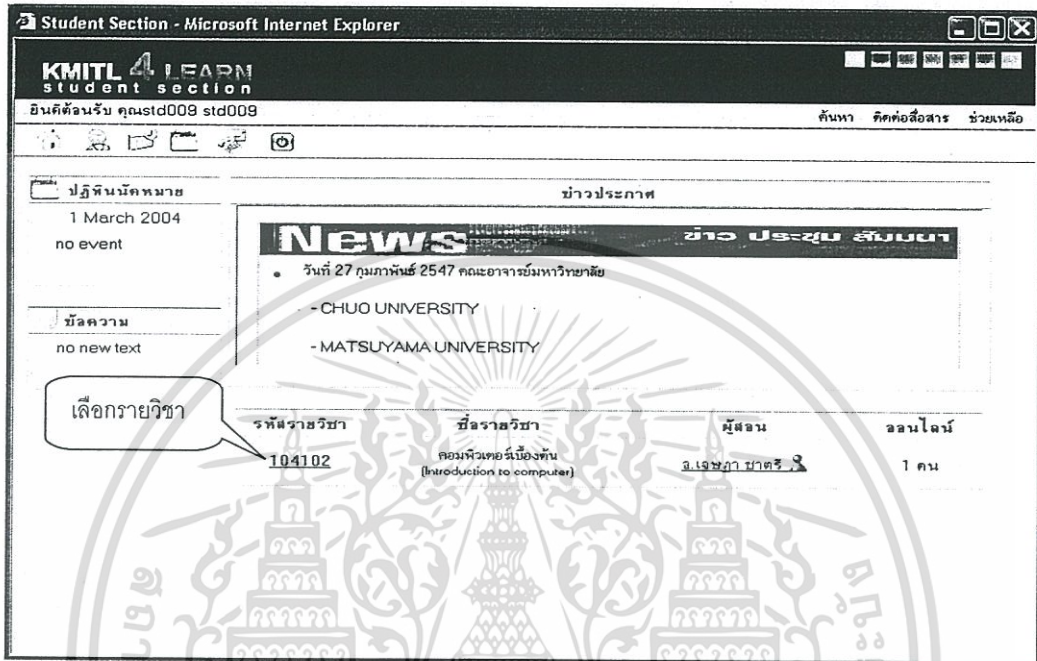 Student Section - Microsoft Internet Explorer
KMITL 4 LEARN
student section
ยินดีต้อนรับ คุณstd009 std009
ค้นหา ติดต่อสื่อสาร ช่วยเหลือ
ปฏิทินนัดหมาย
1 March 2004
no event
ข้อความ
no new text
ข่าวประกาศ
News ข่าว ประชุม สัมมนา
วันที่ 27 กุมภาพันธ์ 2547 คณะอาจารย์มหาวิทยาลัย
- CHUO UNIVERSITY
- MATSUYAMA UNIVERSITY
เลือกรายวิชา
รหัสรายวิชา ชื่อรายวิชา ผู้สอน ออนไลน์
104102 คอมพิวเตอร์เบื้องต้น อ.เจษฎา ชาตรี 1 คน
(Introduction to computer)